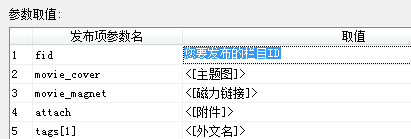 参数取值:
发布项参数名 取值
1 fid 你要发布的栏目ID
2 movie_cover <[主题图]>
3 movie_magnet <[磁力链接]>
4 attach <[附件]>
5 tags[1] <[外文名]>